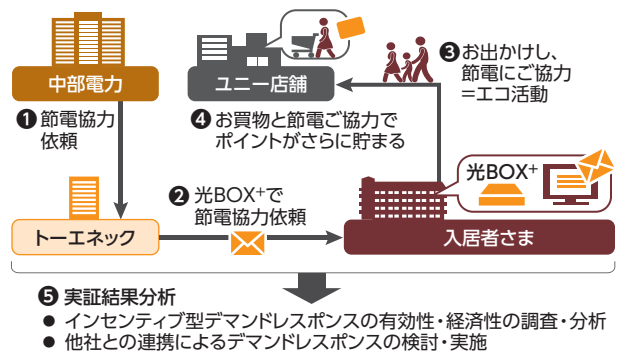 中部電力
ユニー店舗
❸お出かけし、
節電にご協力
＝エコ活動
❶節電協力
依頼
❹お買物と節電ご協力で
ポイントがさらに貯まる
光BOX⁺
❷光BOX⁺で
節電協力依頼
トーエネック
入居者さま
❺実証結果分析
● インセンティブ型デマンドレスポンスの有効性・経済性の調査・分析
● 他社との連携によるデマンドレスポンスの検討・実施